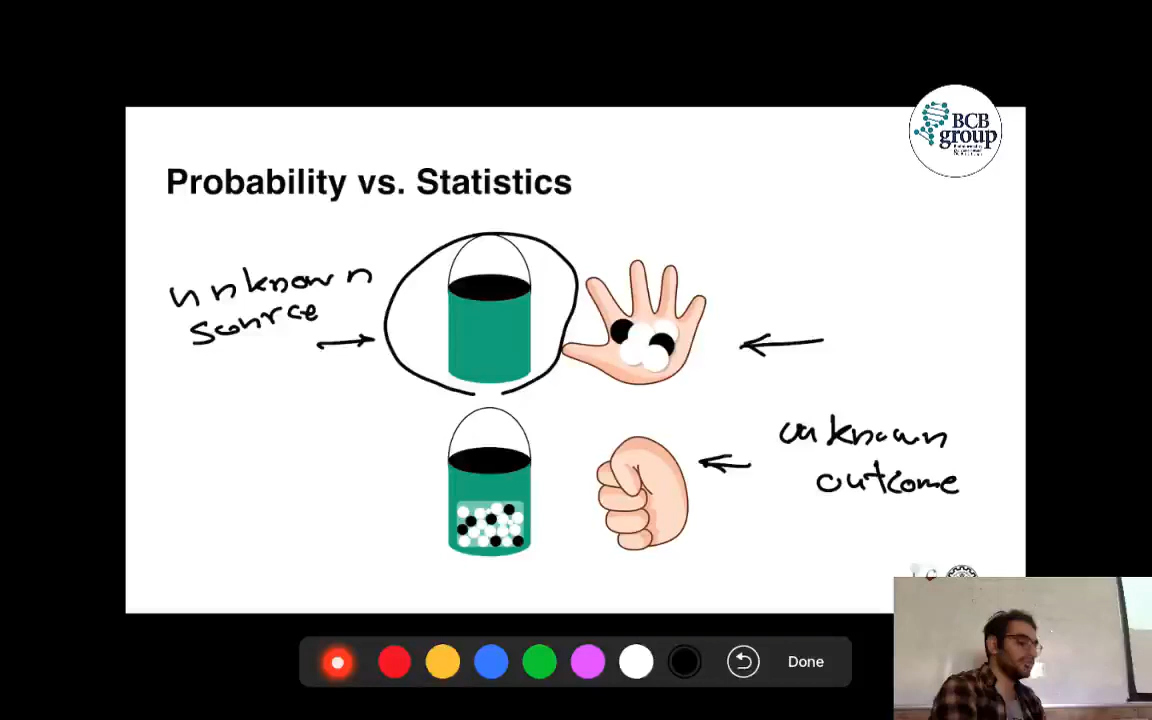 BCB
group
Probability vs. Statistics
unknown
source
unknown
outcome
Done